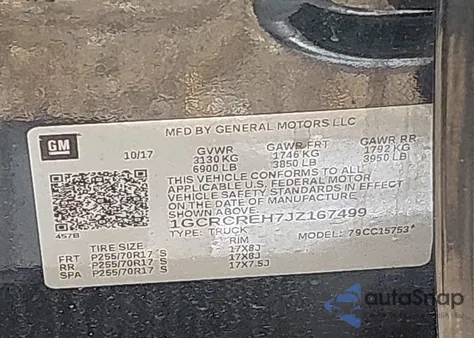 MFD BY GENERAL MOTORS LLC
GM
10/17
GVWR GAWR FRT GAWR RR
3130 KG 1746 KG 1792 KG
6900 LB 3850 LB 3950 LB
THIS VEHICLE CONFORMS TO ALL
APPLICABLE U.S. FEDERAL MOTOR
VEHICLE SAFETY STANDARDS IN EFFECT
ON THE DATE OF MANUFACTURE SHOWN ABOVE.
1GCRCREH7JZ167499
4578
TYPE: TRUCK MODEL: 79CC15753*
TIRE SIZE RIM
FRT P255/70R17 S 17X8J
RR P255/70R17 S 17X8J
SPA P255/70R17 S 17X7.5J
autoSnap